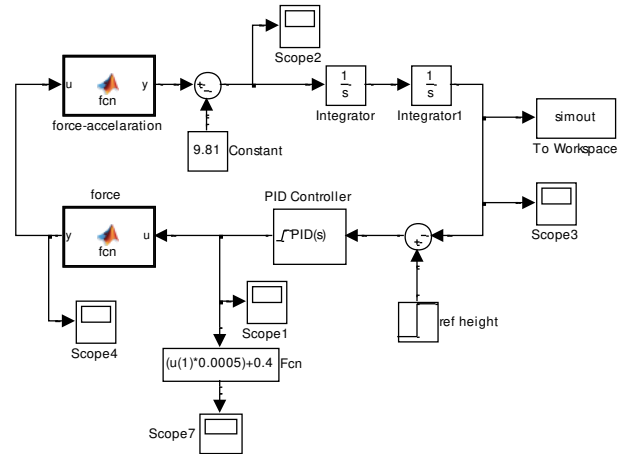 Scope2
u
y
fcn
force-accelaration
+-
1
s
Integrator
1
s
Integrator1
simout
To Workspace
9.81
Constant
force
PID Controller
y
u
fcn
PID(s)
+-
Scope3
Scope1
ref height
Scope4
(u(1)*0.0005)+0.4
Fcn
Scope7